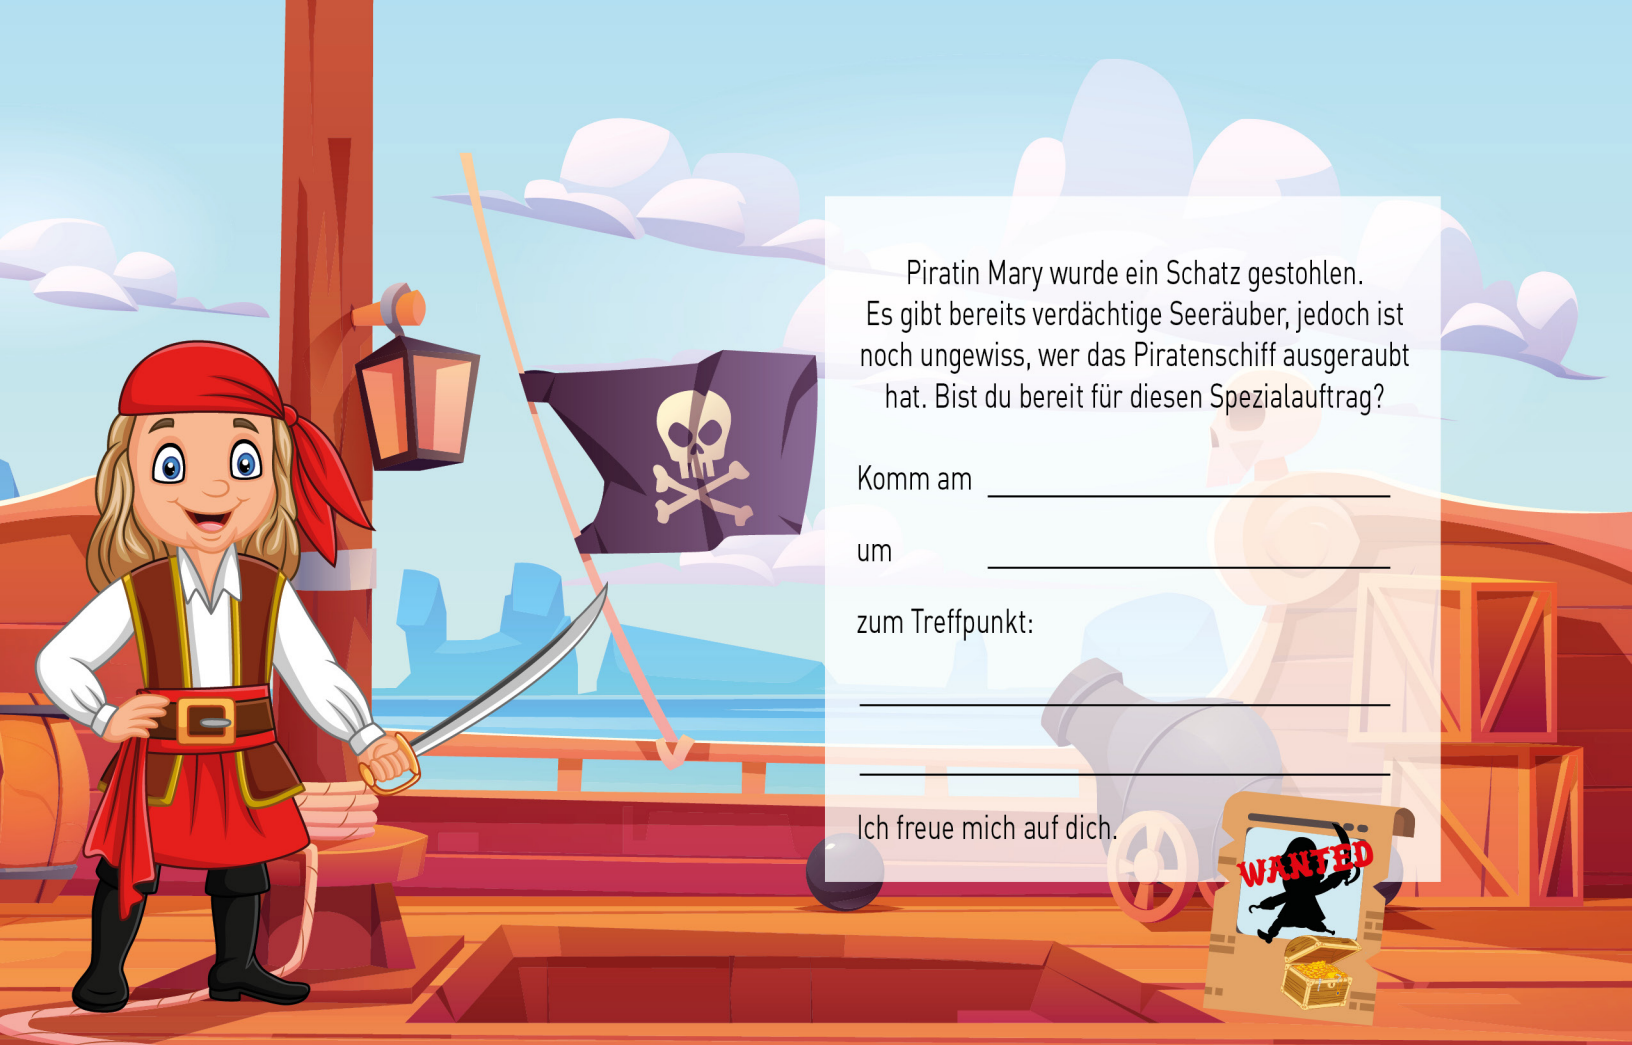 Piratin Mary wurde ein Schatz gestohlen.
Es gibt bereits verdächtige Seeräuber, jedoch ist
noch ungewiss, wer das Piratenschiff ausgeraubt
hat. Bist du bereit für diesen Spezialauftrag?
Komm am
um
zum Treffpunkt:
Ich freue mich auf dich.
WANTED